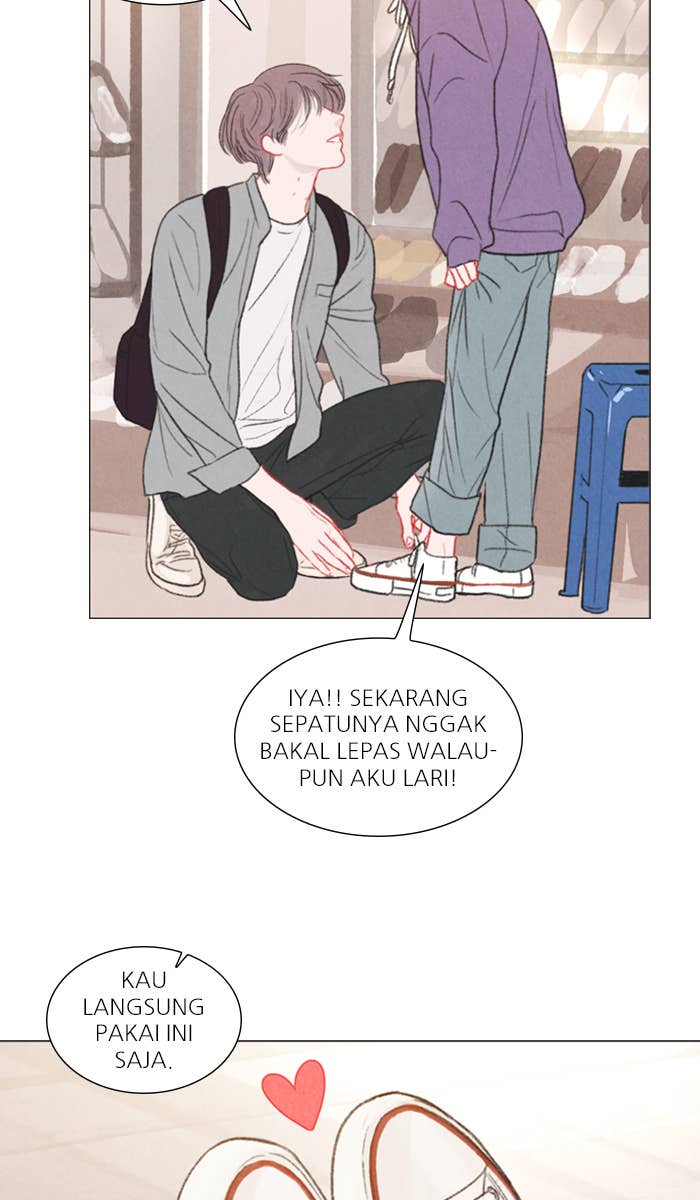 IYA!! SEKARANG
SEPATUNYA NGGAK
BAKAL LEPAS WALAU-
PUN AKU LARI!
KAU
LANGSUNG
PAKAI INI
SAJA.